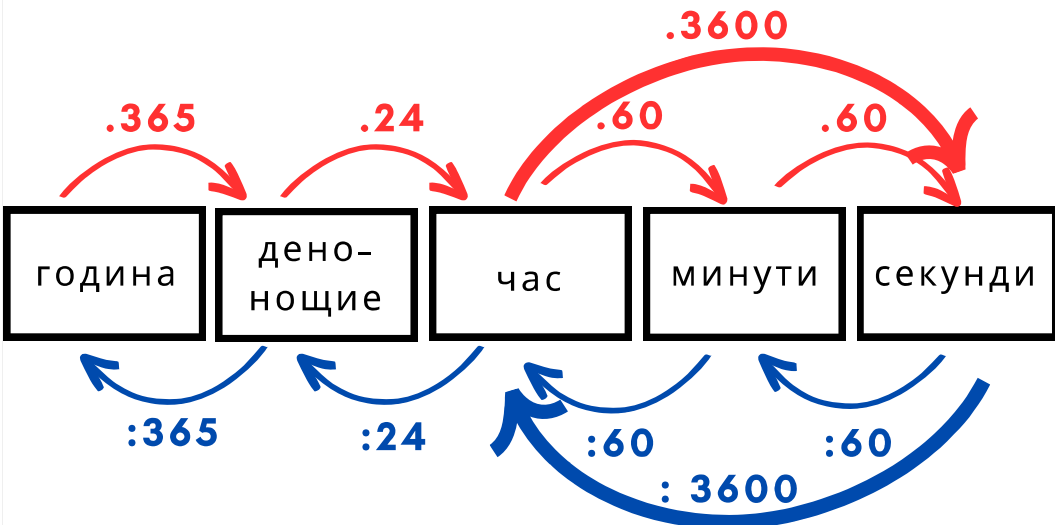 .3600
.365
.24
.60
.60
година
дено-
нощие
час
минути
секунди
:365
:24
:60
:60
: 3600